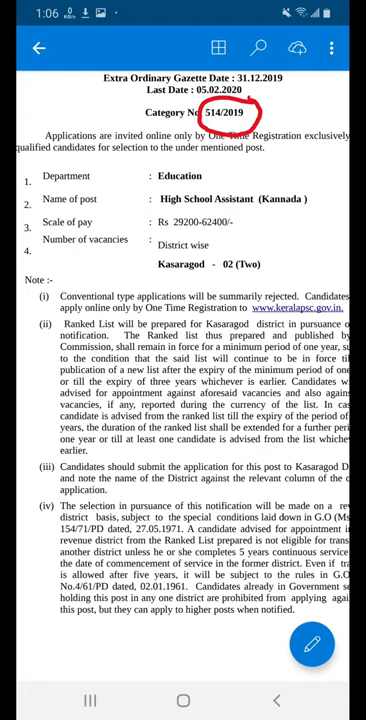 1:06 0 KB/s
Extra Ordinary Gazette Date : 31.12.2019
Last Date : 05.02.2020
Category No. 514/2019
Applications are invited online only by One Time Registration exclusively
qualified candidates for selection to the under mentioned post.
1. Department : Education
2. Name of post : High School Assistant (Kannada )
3. Scale of pay : Rs 29200-62400/-
4. Number of vacancies : District wise
Kasaragod - 02 (Two)
Note :-
(i) Conventional type applications will be summarily rejected. Candidates
apply online only by One Time Registration to www.keralapsc.gov.in.
(ii) Ranked List will be prepared for Kasaragod district in pursuance o
notification. The Ranked list thus prepared and published by
Commission, shall remain in force for a minimum period of one year, su
to the condition that the said list will continue to be in force til
publication of a new list after the expiry of the minimum period of one
or till the expiry of three years whichever is earlier. Candidates w
advised for appointment against aforesaid vacancies and also agains
vacancies, if any, reported during the currency of the list. In cas
candidate is advised from the ranked list till the expiry of the period of
years, the duration of the ranked list shall be extended for a further peri
one year or till at least one candidate is advised from the list whiche
earlier.
(iii) Candidates should submit the application for this post to Kasaragod D
and note the name of the District against the relevant column of the
application.
(iv) The selection in pursuance of this notification will be made on a rev
district basis, subject to the special conditions laid down in G.O (Ms
154/71/PD dated, 27.05.1971. A candidate advised for appointment i
revenue district from the Ranked List prepared is not eligible for trans
another district unless he or she completes 5 years continuous service
the date of commencement of service in the former district. Even if tra
is allowed after five years, it will be subject to the rules in G.O
No.4/61/PD dated, 02.01.1961. Candidates already in Government se
holding this post in any one district are prohibited from applying agai
this post, but they can apply to higher posts when notified.